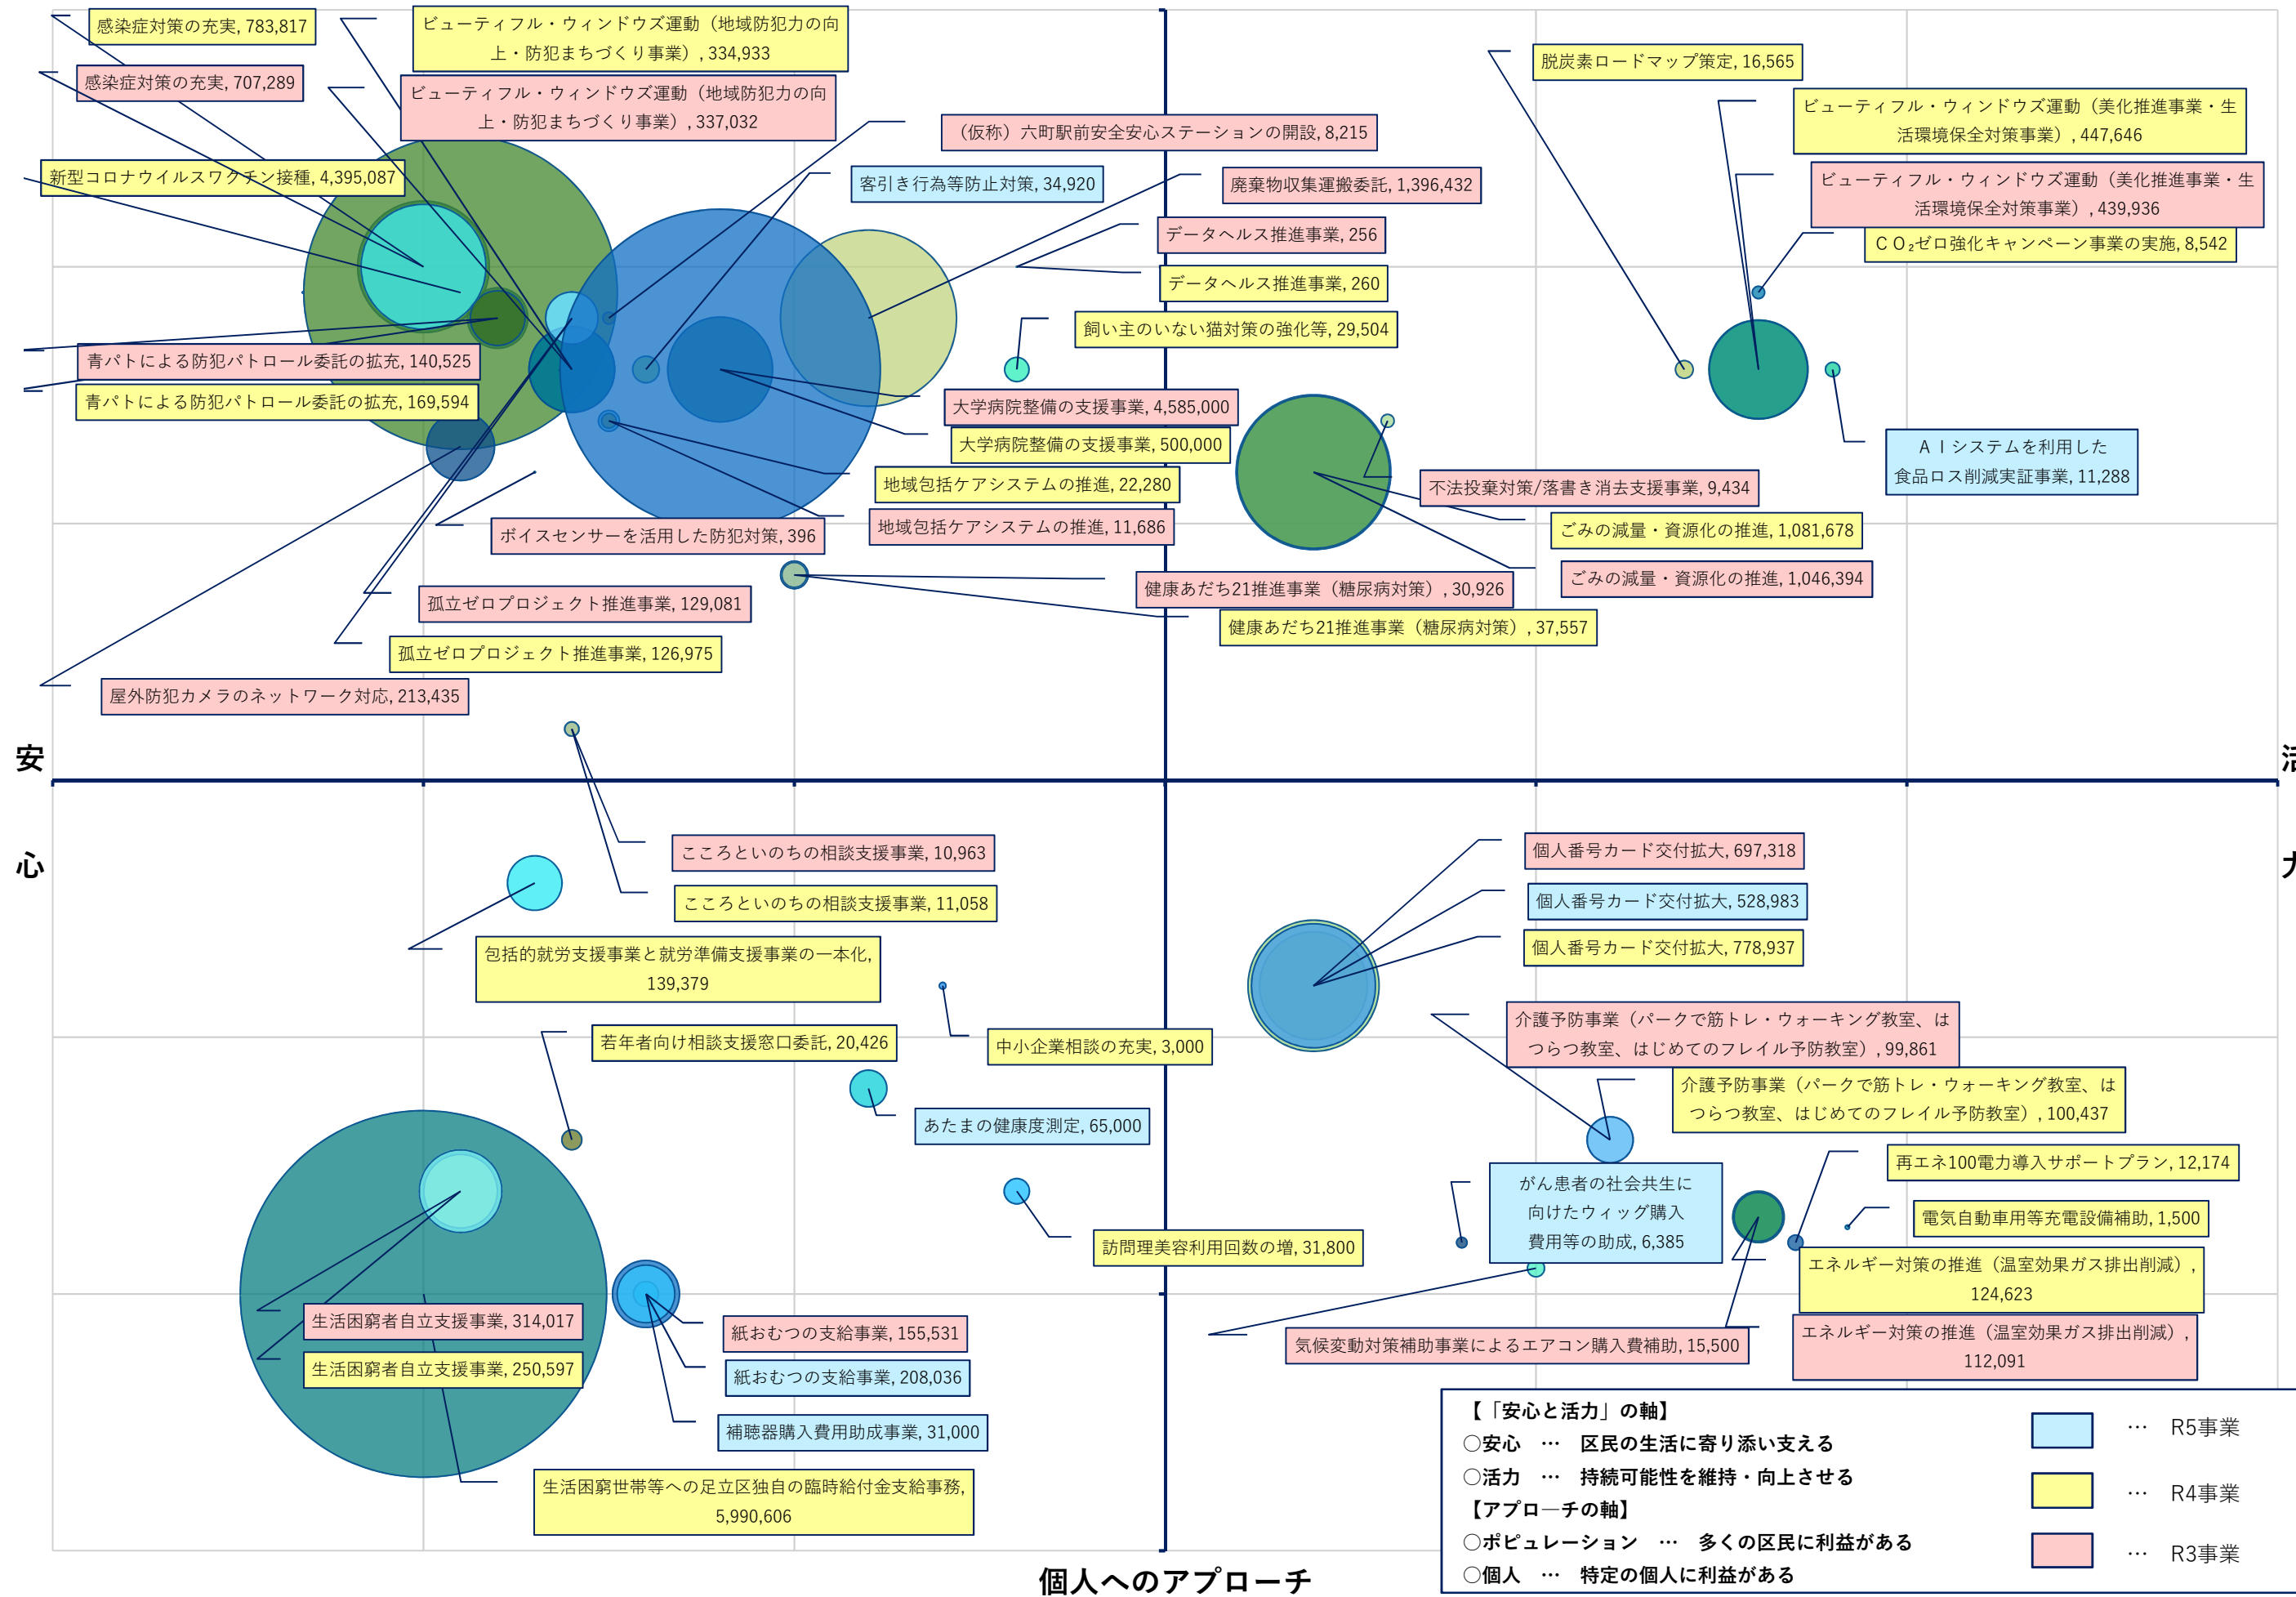 感染症対策の充実, 783,817
ビューティフル・ウィンドウズ運動（地域防犯力の向
上・防犯まちづくり事業）, 334,933
感染症対策の充実, 707,289
ビューティフル・ウィンドウズ運動（地域防犯力の向
上・防犯まちづくり事業）, 337,032
脱炭素ロードマップ策定, 16,565
ビューティフル・ウィンドウズ運動（美化推進事業・生
活環境保全対策事業）, 447,646
（仮称）六町駅前安全安心ステーションの開設, 8,215
新型コロナウイルスワクチン接種, 4,395,087
客引き行為等防止対策, 34,920
廃棄物収集運搬委託, 1,396,432
ビューティフル・ウィンドウズ運動（美化推進事業・生
活環境保全対策事業）, 439,936
データヘルス推進事業, 256
ＣＯ₂ゼロ強化キャンペーン事業の実施, 8,542
データヘルス推進事業, 260
飼い主のいない猫対策の強化等, 29,504
青パトによる防犯パトロール委託の拡充, 140,525
青パトによる防犯パトロール委託の拡充, 169,594
大学病院整備の支援事業, 4,585,000
大学病院整備の支援事業, 500,000
ＡＩシステムを利用した
食品ロス削減実証事業, 11,288
地域包括ケアシステムの推進, 22,280
不法投棄対策/落書き消去支援事業, 9,434
地域包括ケアシステムの推進, 11,686
ボイスセンサーを活用した防犯対策, 396
ごみの減量・資源化の推進, 1,081,678
ごみの減量・資源化の推進, 1,046,394
健康あだち21推進事業（糖尿病対策）, 30,926
孤立ゼロプロジェクト推進事業, 129,081
健康あだち21推進事業（糖尿病対策）, 37,557
孤立ゼロプロジェクト推進事業, 126,975
屋外防犯カメラのネットワーク対応, 213,435
安
心
活
力
こころといのちの相談支援事業, 10,963
個人番号カード交付拡大, 697,318
こころといのちの相談支援事業, 11,058
個人番号カード交付拡大, 528,983
個人番号カード交付拡大, 778,937
包括的就労支援事業と就労準備支援事業の一本化,
139,379
若年者向け相談支援窓口委託, 20,426
中小企業相談の充実, 3,000
介護予防事業（パークで筋トレ・ウォーキング教室、は
つらつ教室、はじめてのフレイル予防教室）, 99,861
介護予防事業（パークで筋トレ・ウォーキング教室、は
つらつ教室、はじめてのフレイル予防教室）, 100,437
あたまの健康度測定, 65,000
再エネ100電力導入サポートプラン, 12,174
がん患者の社会共生に
向けたウィッグ購入
費用等の助成, 6,385
電気自動車用等充電設備補助, 1,500
訪問理美容利用回数の増, 31,800
エネルギー対策の推進（温室効果ガス排出削減）,
124,623
生活困窮者自立支援事業, 314,017
紙おむつの支給事業, 155,531
気候変動対策補助事業によるエアコン購入費補助, 15,500
エネルギー対策の推進（温室効果ガス排出削減）,
112,091
生活困窮者自立支援事業, 250,597
紙おむつの支給事業, 208,036
補聴器購入費用助成事業, 31,000
生活困窮世帯等への足立区独自の臨時給付金支給事務,
5,990,606
【「安心と活力」の軸】
○安心　…　区民の生活に寄り添い支える
○活力　…　持続可能性を維持・向上させる
【アプローチの軸】
○ポピュレーション　…　多くの区民に利益がある
○個人　…　特定の個人に利益がある
…　R5事業
…　R4事業
…　R3事業
個人へのアプローチ